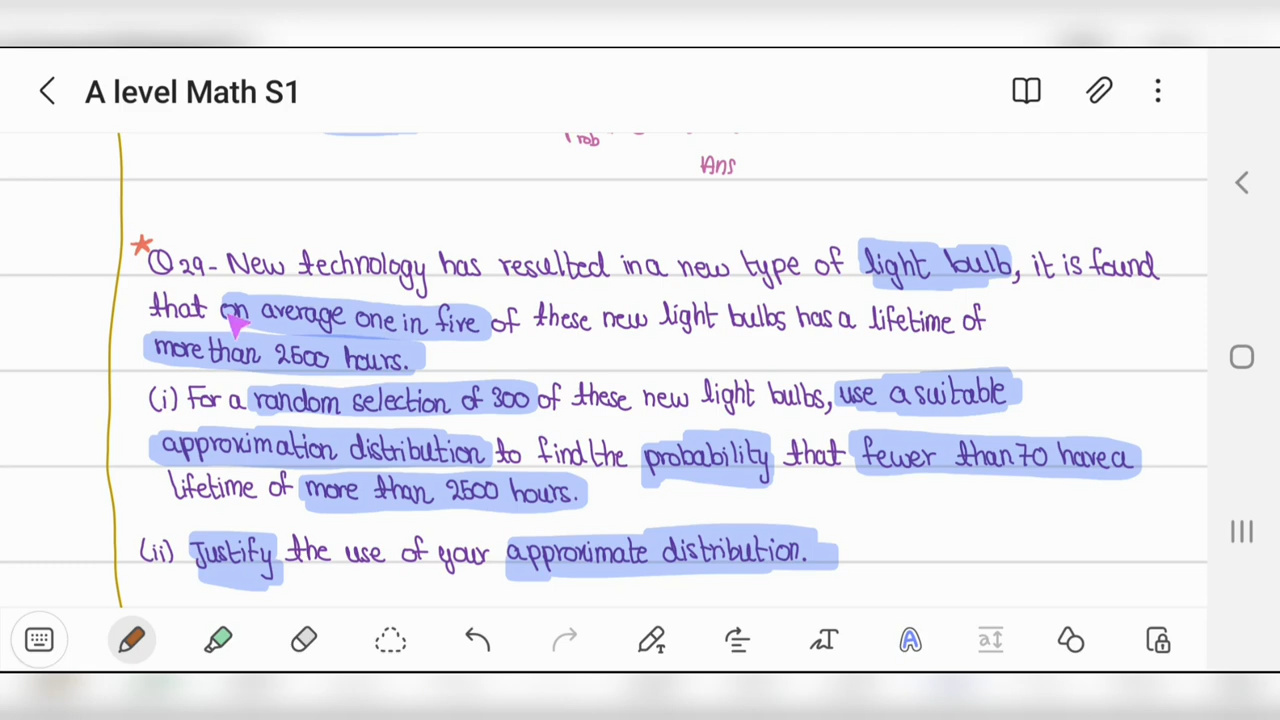 A level Math S1
Ans
Q29- New technology has resulted in a new type of light bulb, it is found
that on average one in five of these new light bulbs has a lifetime of
more than 2500 hours.
(i) For a random selection of 300 of these new light bulbs, use a suitable
approximation distribution to find the probability that fewer than 70 have a
lifetime of more than 2500 hours.
(ii) Justify the use of your approximate distribution.